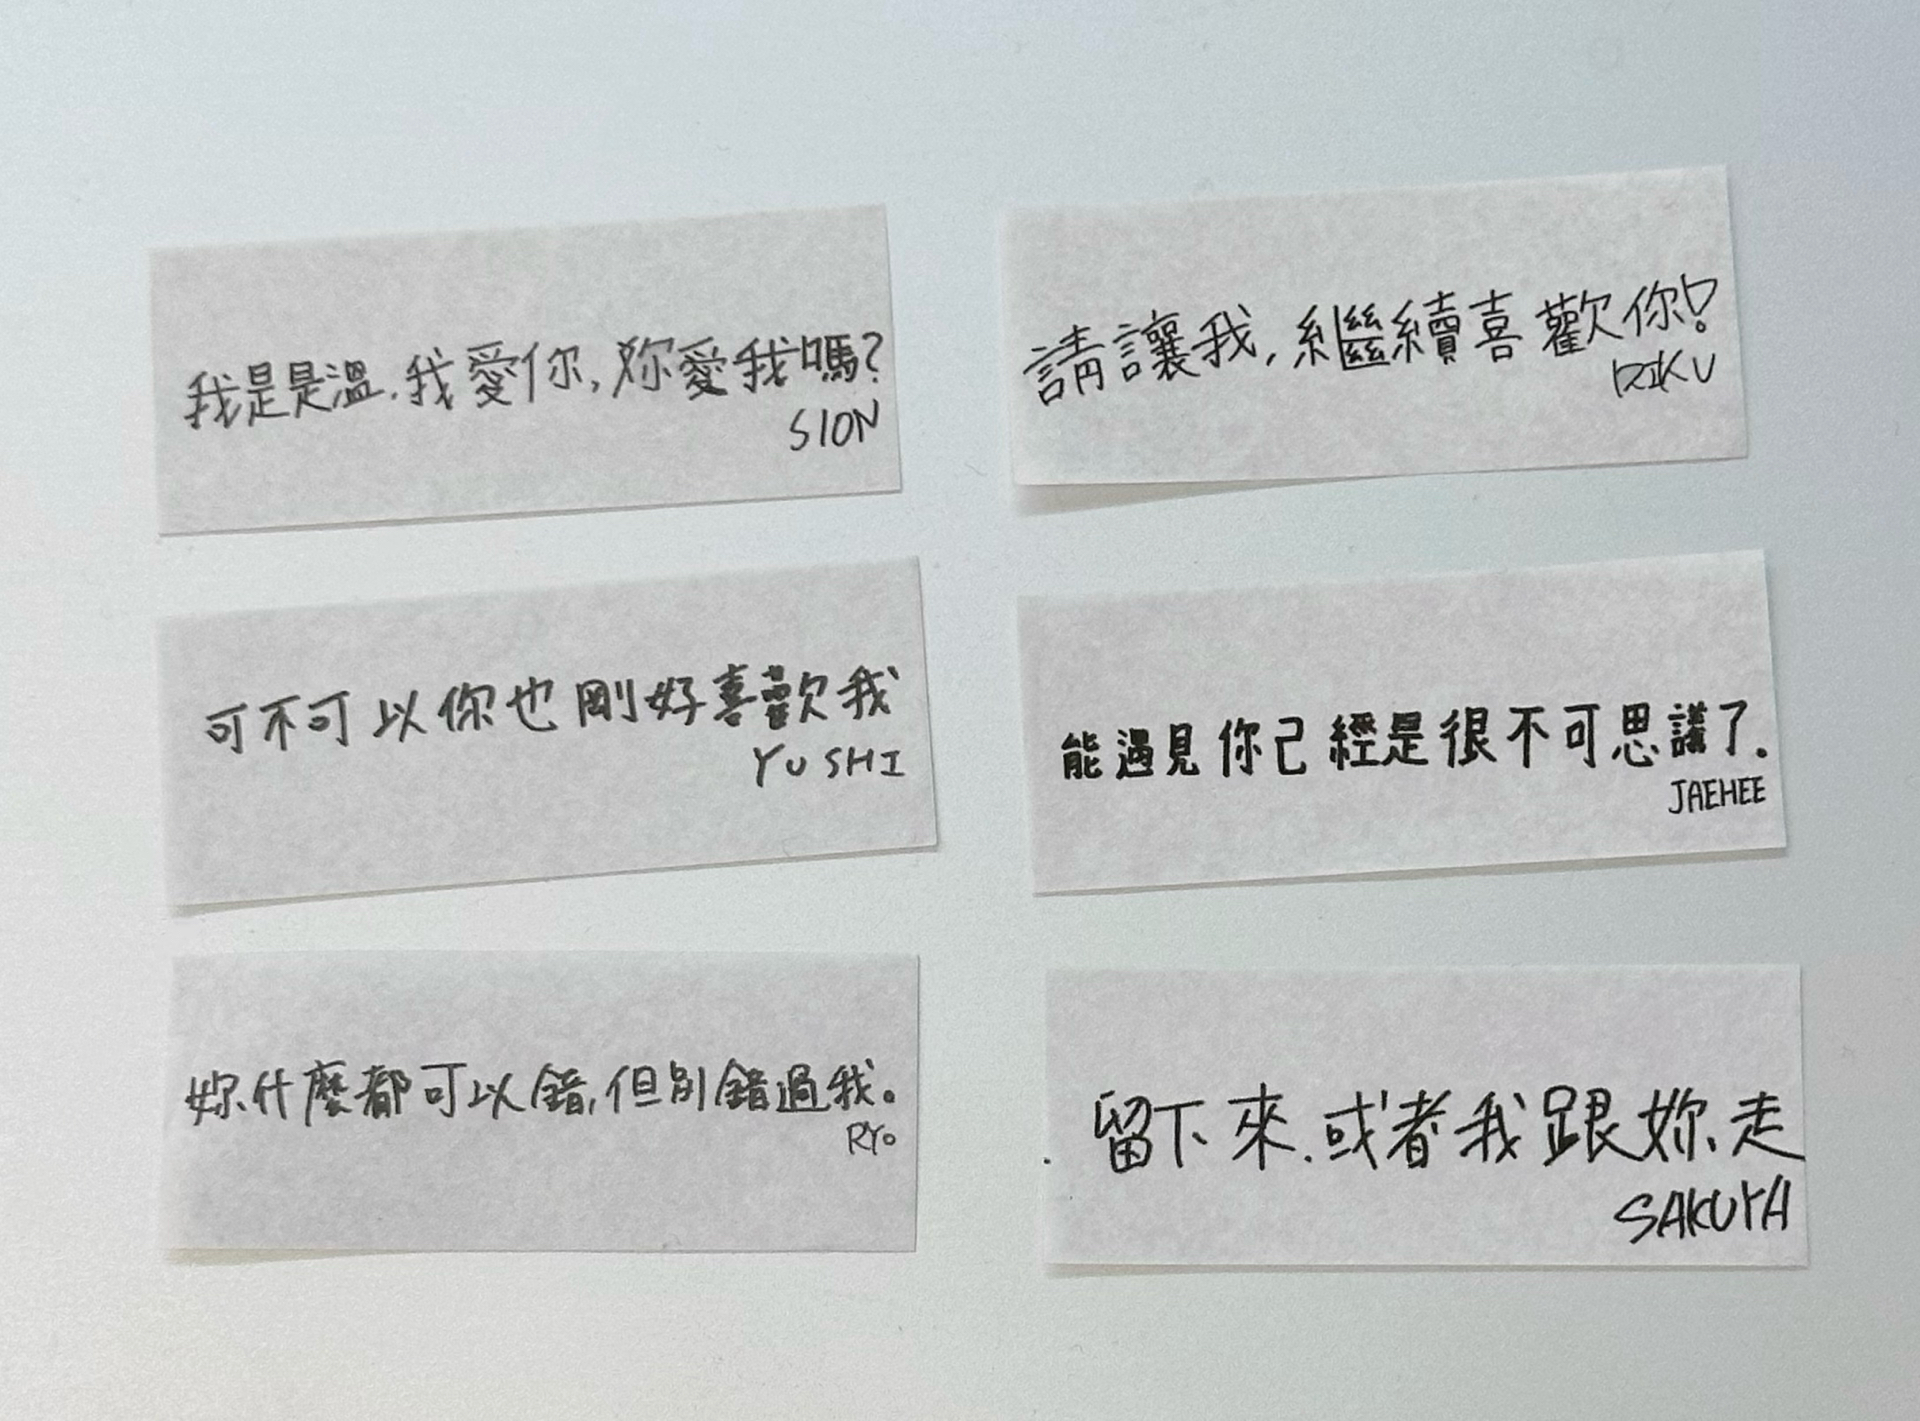 我是是溫.我愛你,妳愛我嗎?
SION
請讓我,繼續喜歡你!
RIKU
可不可以你也剛好喜歡我
YUSHI
能遇見你已經是很不可思議了.
JAEHEE
妳什麼都可以錯,但別錯過我。
RYO
留下來.或者我跟妳走
SAKUYA